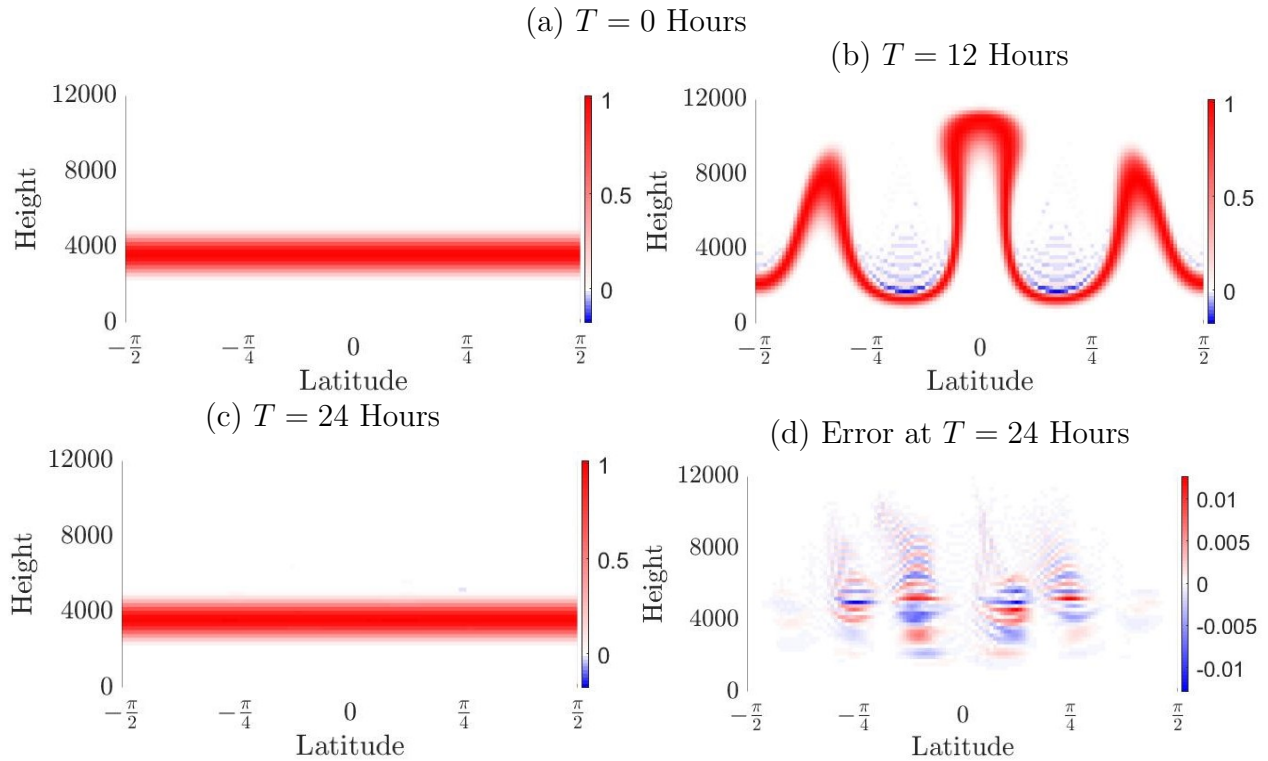 (a) T = 0 Hours
12000
8000
4000
0
Height
1
0.5
0
−π/2
−π/4
0
π/4
π/2
Latitude
(b) T = 12 Hours
12000
8000
4000
0
Height
1
0.5
0
−π/2
−π/4
0
π/4
π/2
Latitude
(c) T = 24 Hours
12000
8000
4000
0
Height
1
0.5
0
−π/2
−π/4
0
π/4
π/2
Latitude
(d) Error at T = 24 Hours
12000
8000
4000
0
Height
0.01
0.005
0
-0.005
-0.01
−π/2
−π/4
0
π/4
π/2
Latitude